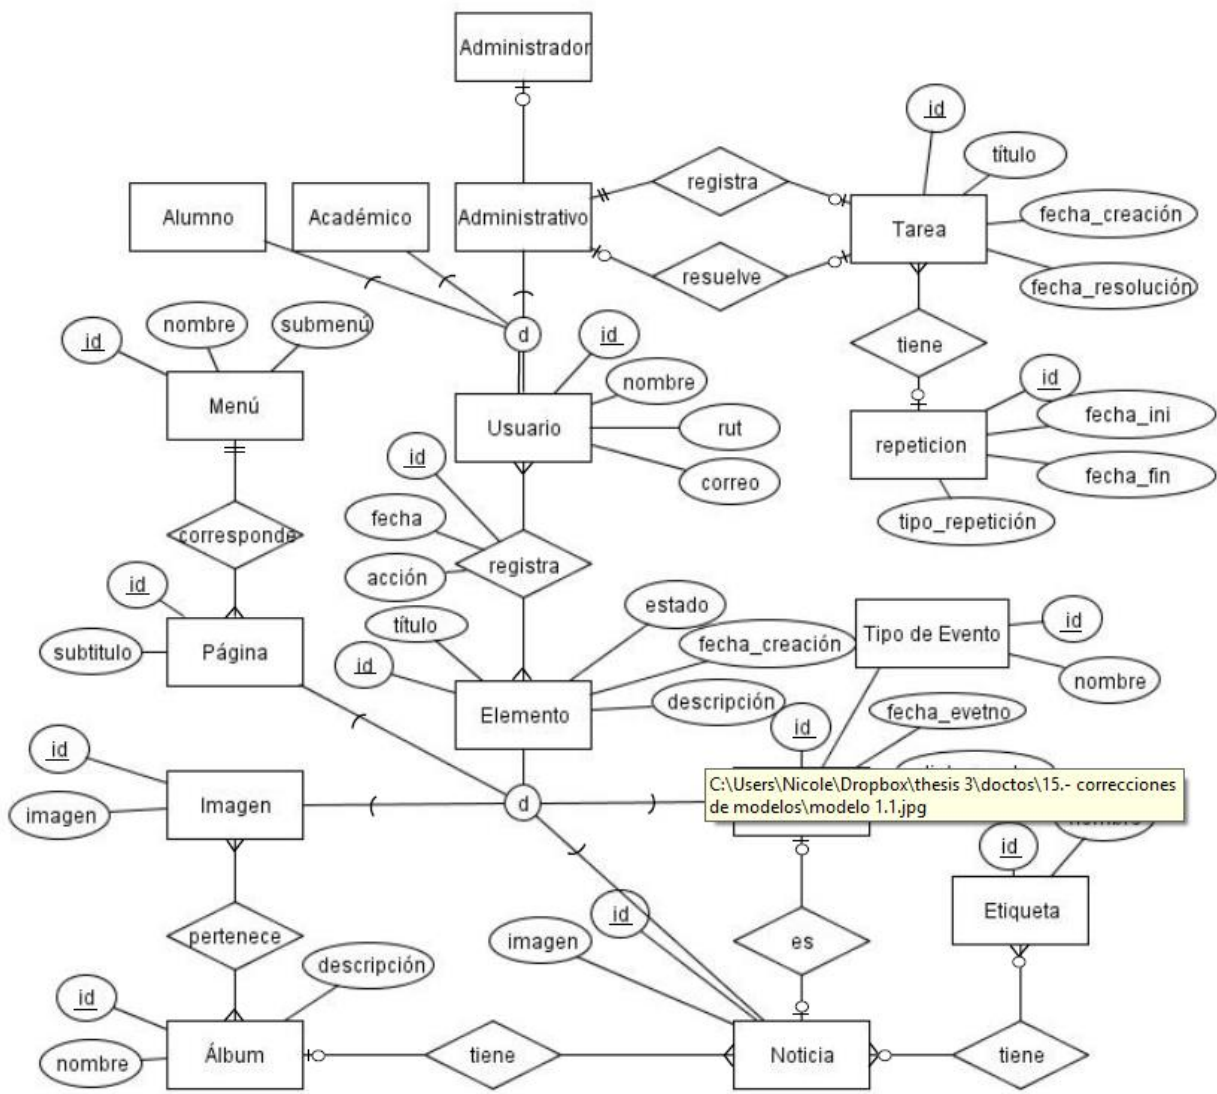 Administrador
id
título
registra
Alumno
Académico
Administrativo
fecha_creación
Tarea
resuelve
fecha_resolución
nombre
submenú
id
d
id
tiene
nombre
id
Menú
fecha_ini
Usuario
rut
repeticion
id
fecha_fin
correo
fecha
tipo_repetición
corresponde
registra
acción
id
estado
título
Tipo de Evento
id
fecha_creación
subtitulo
Página
id
nombre
descripción
fecha_evetno
Elemento
id
id
C:\Users\Nicole\Dropbox\thesis 3\doctos\15.- correcciones
de modelos\modelo 1.1.jpg
imagen
Imagen
d
id
id
Etiqueta
pertenece
imagen
es
descripción
id
nombre
Álbum
tiene
Noticia
tiene